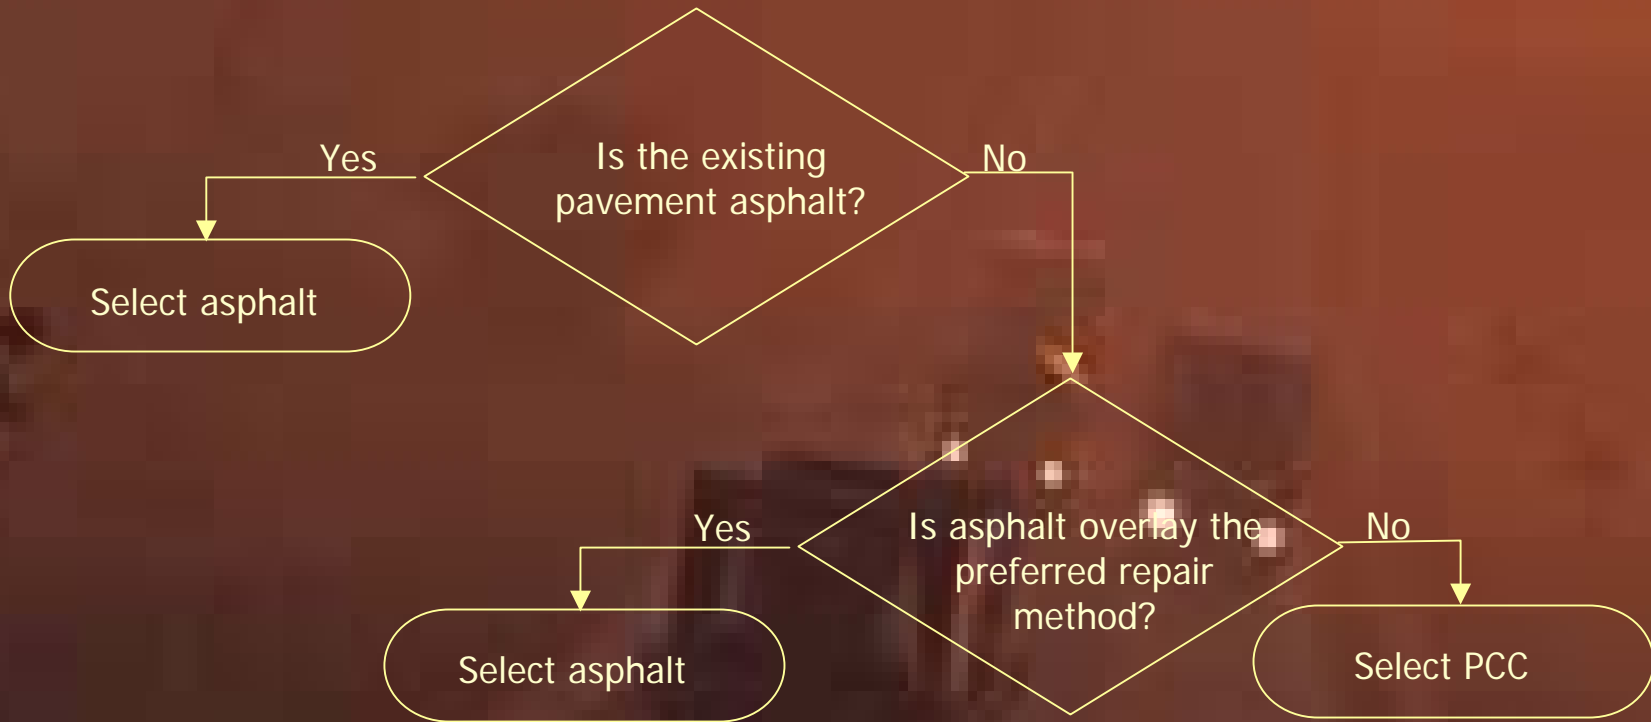 Yes
Is the existing
pavement asphalt?
No
Select asphalt
Yes
Is asphalt overlay the
preferred repair
method?
No
Select asphalt
Select PCC